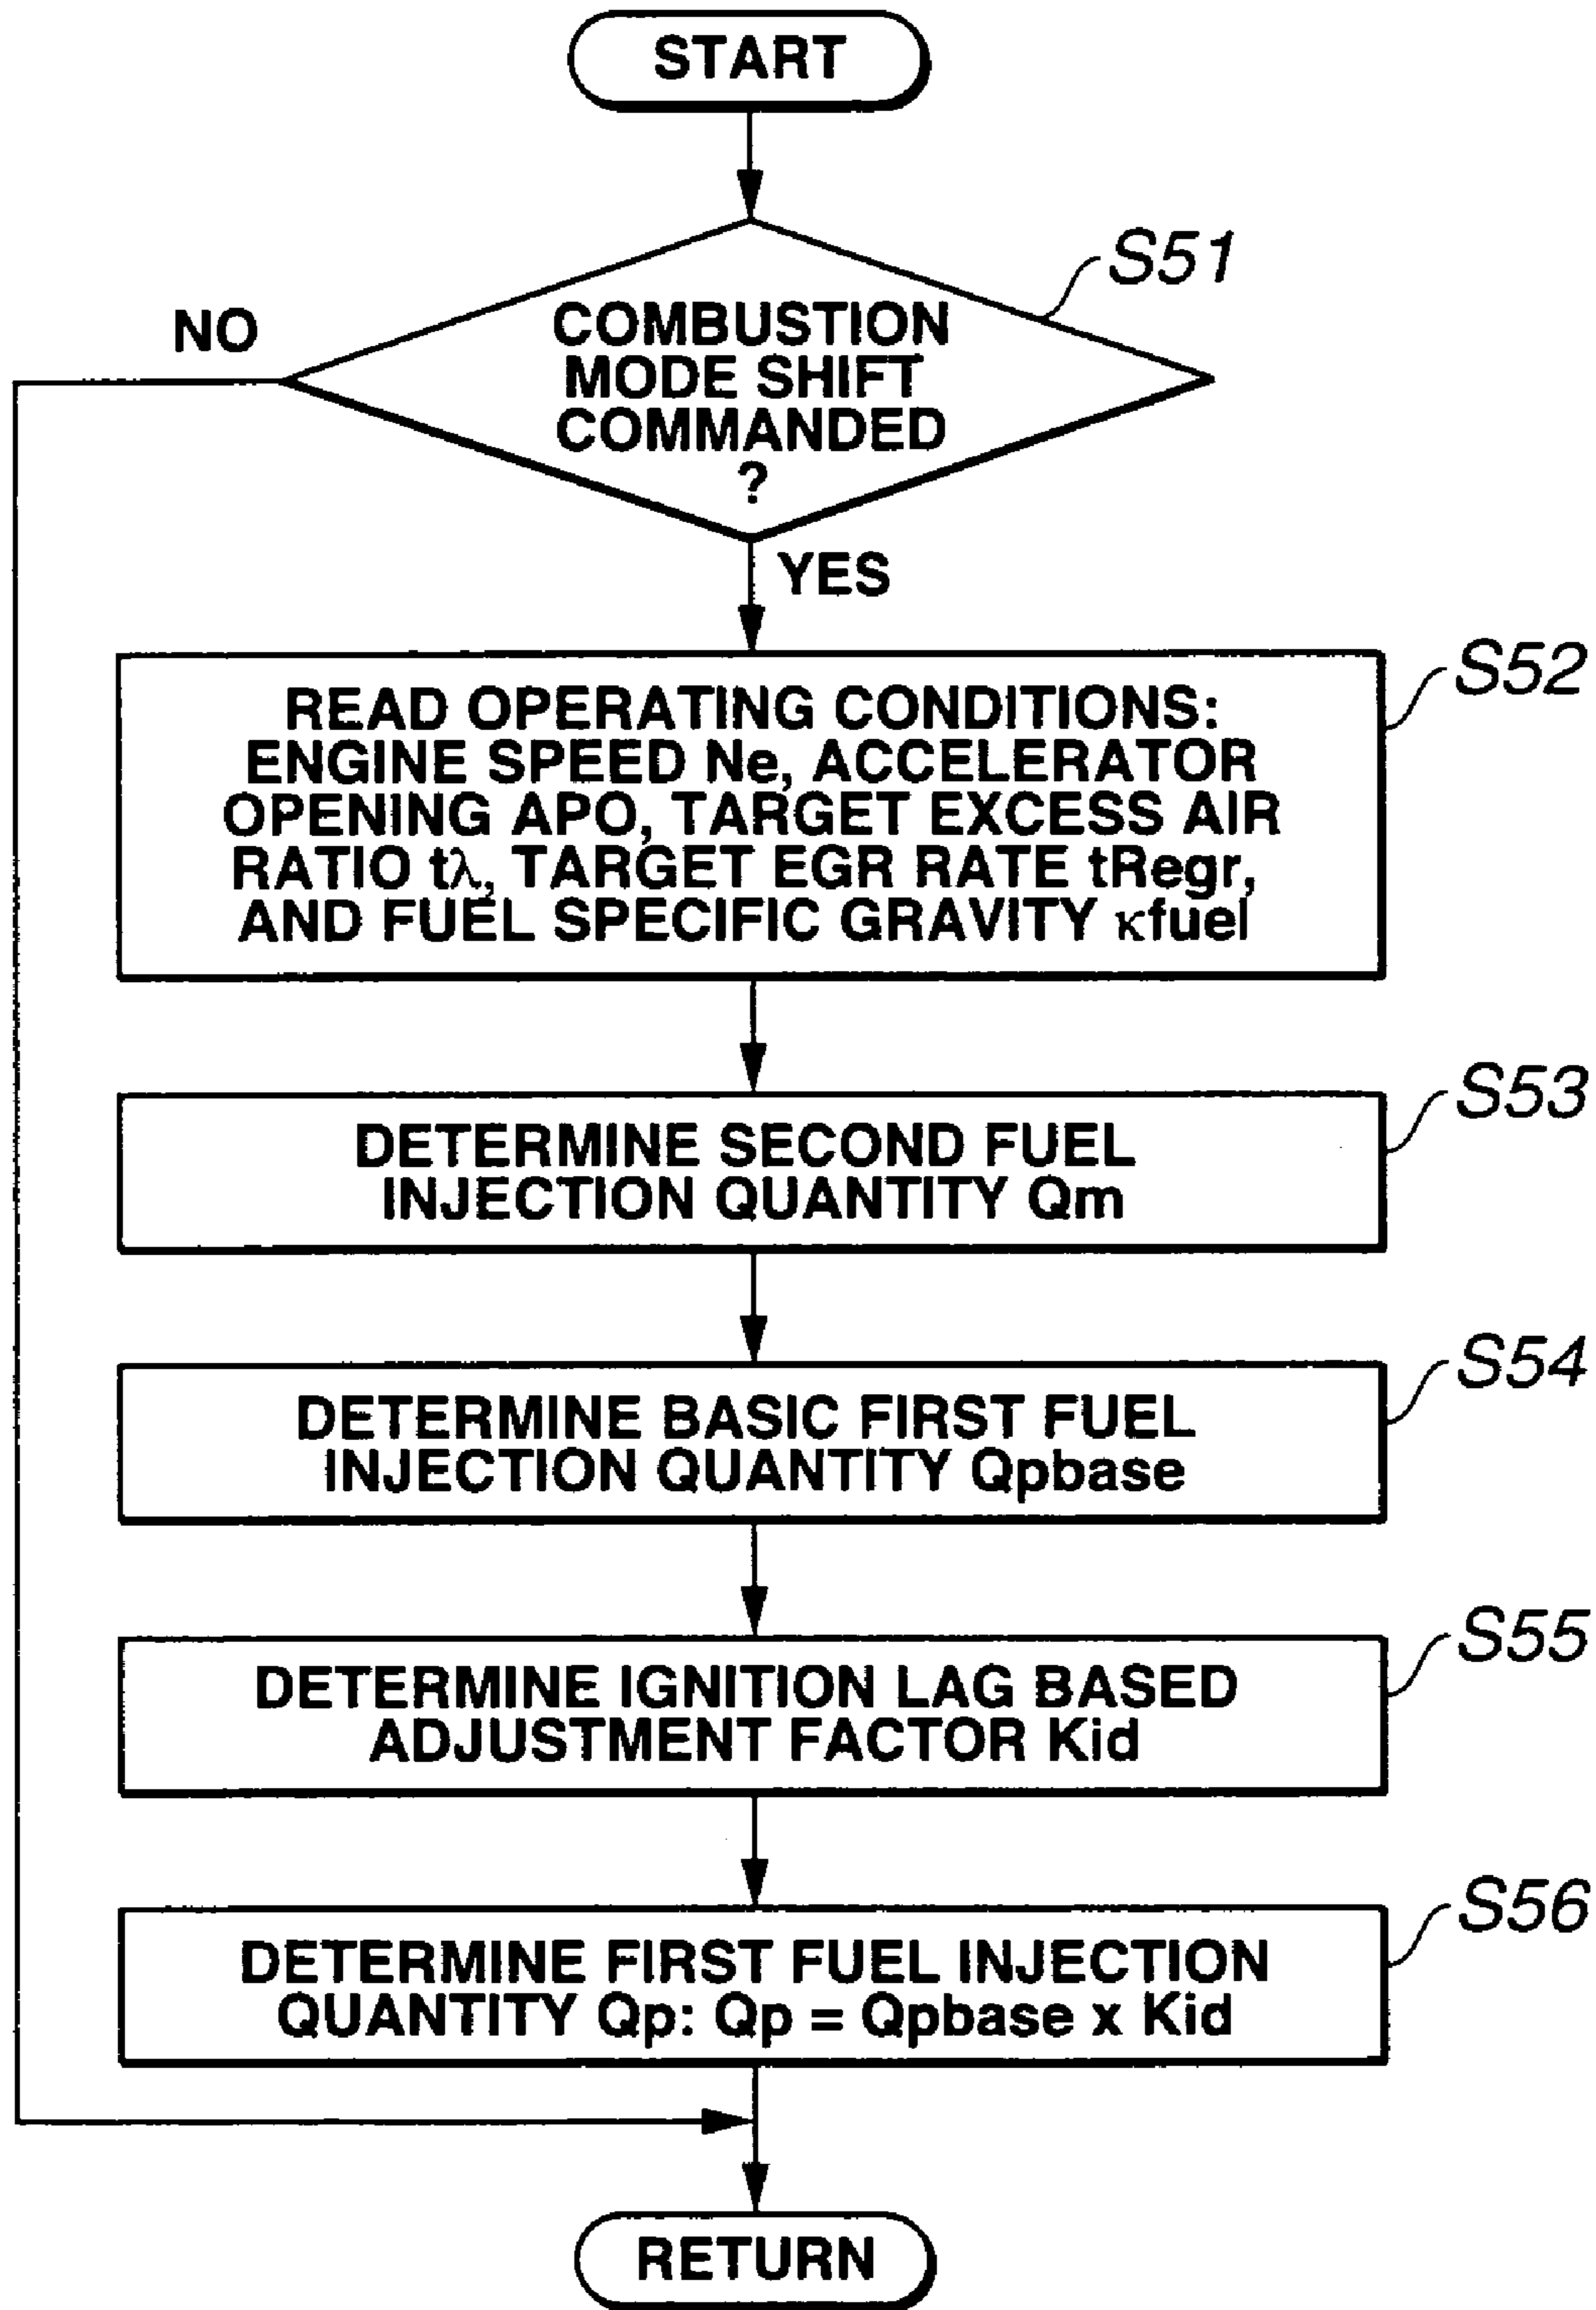 START
S51
NO
COMBUSTION
MODE SHIFT
COMMANDED
?
YES
S52
READ OPERATING CONDITIONS:
ENGINE SPEED Ne, ACCELERATOR
OPENING APO, TARGET EXCESS AIR
RATIO tλ, TARGET EGR RATE tRegr,
AND FUEL SPECIFIC GRAVITY κfuel
S53
DETERMINE SECOND FUEL
INJECTION QUANTITY Qm
S54
DETERMINE BASIC FIRST FUEL
INJECTION QUANTITY Qpbase
S55
DETERMINE IGNITION LAG BASED
ADJUSTMENT FACTOR Kid
S56
DETERMINE FIRST FUEL INJECTION
QUANTITY Qp: Qp = Qpbase x Kid
RETURN